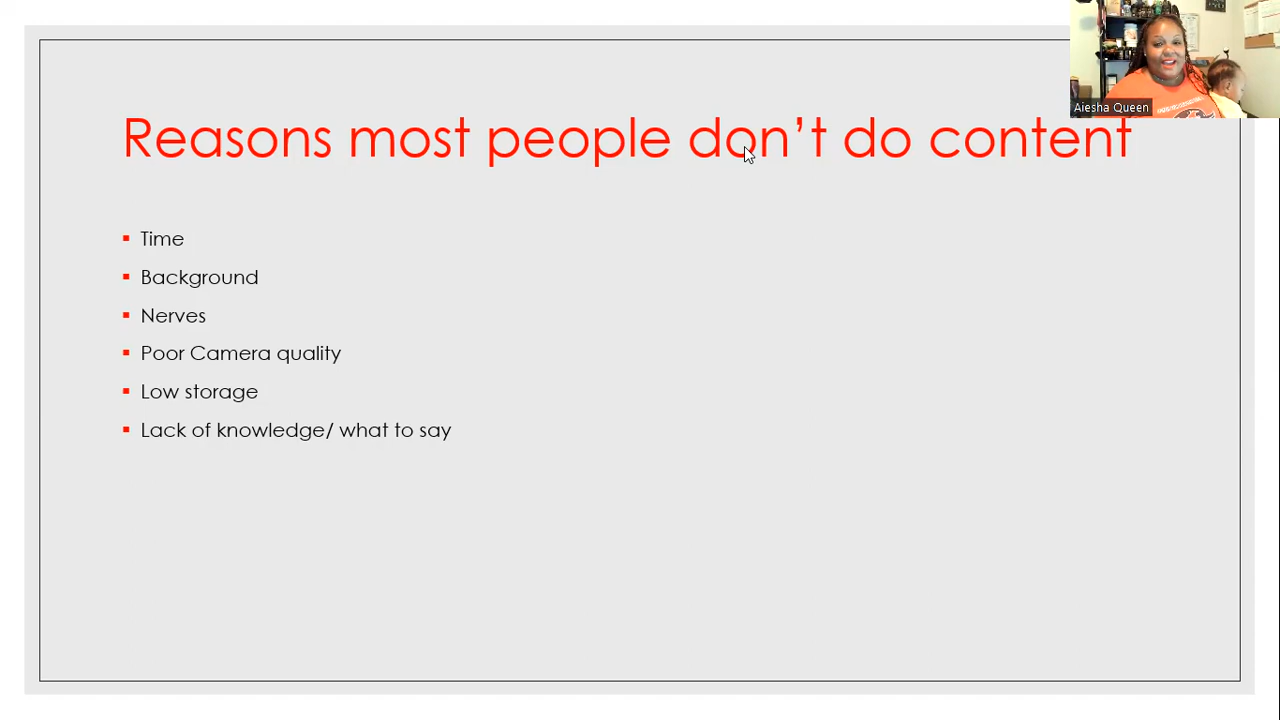 Reasons most people don’t do content
Aiesha Queen
Time
Background
Nerves
Poor Camera quality
Low storage
Lack of knowledge/ what to say